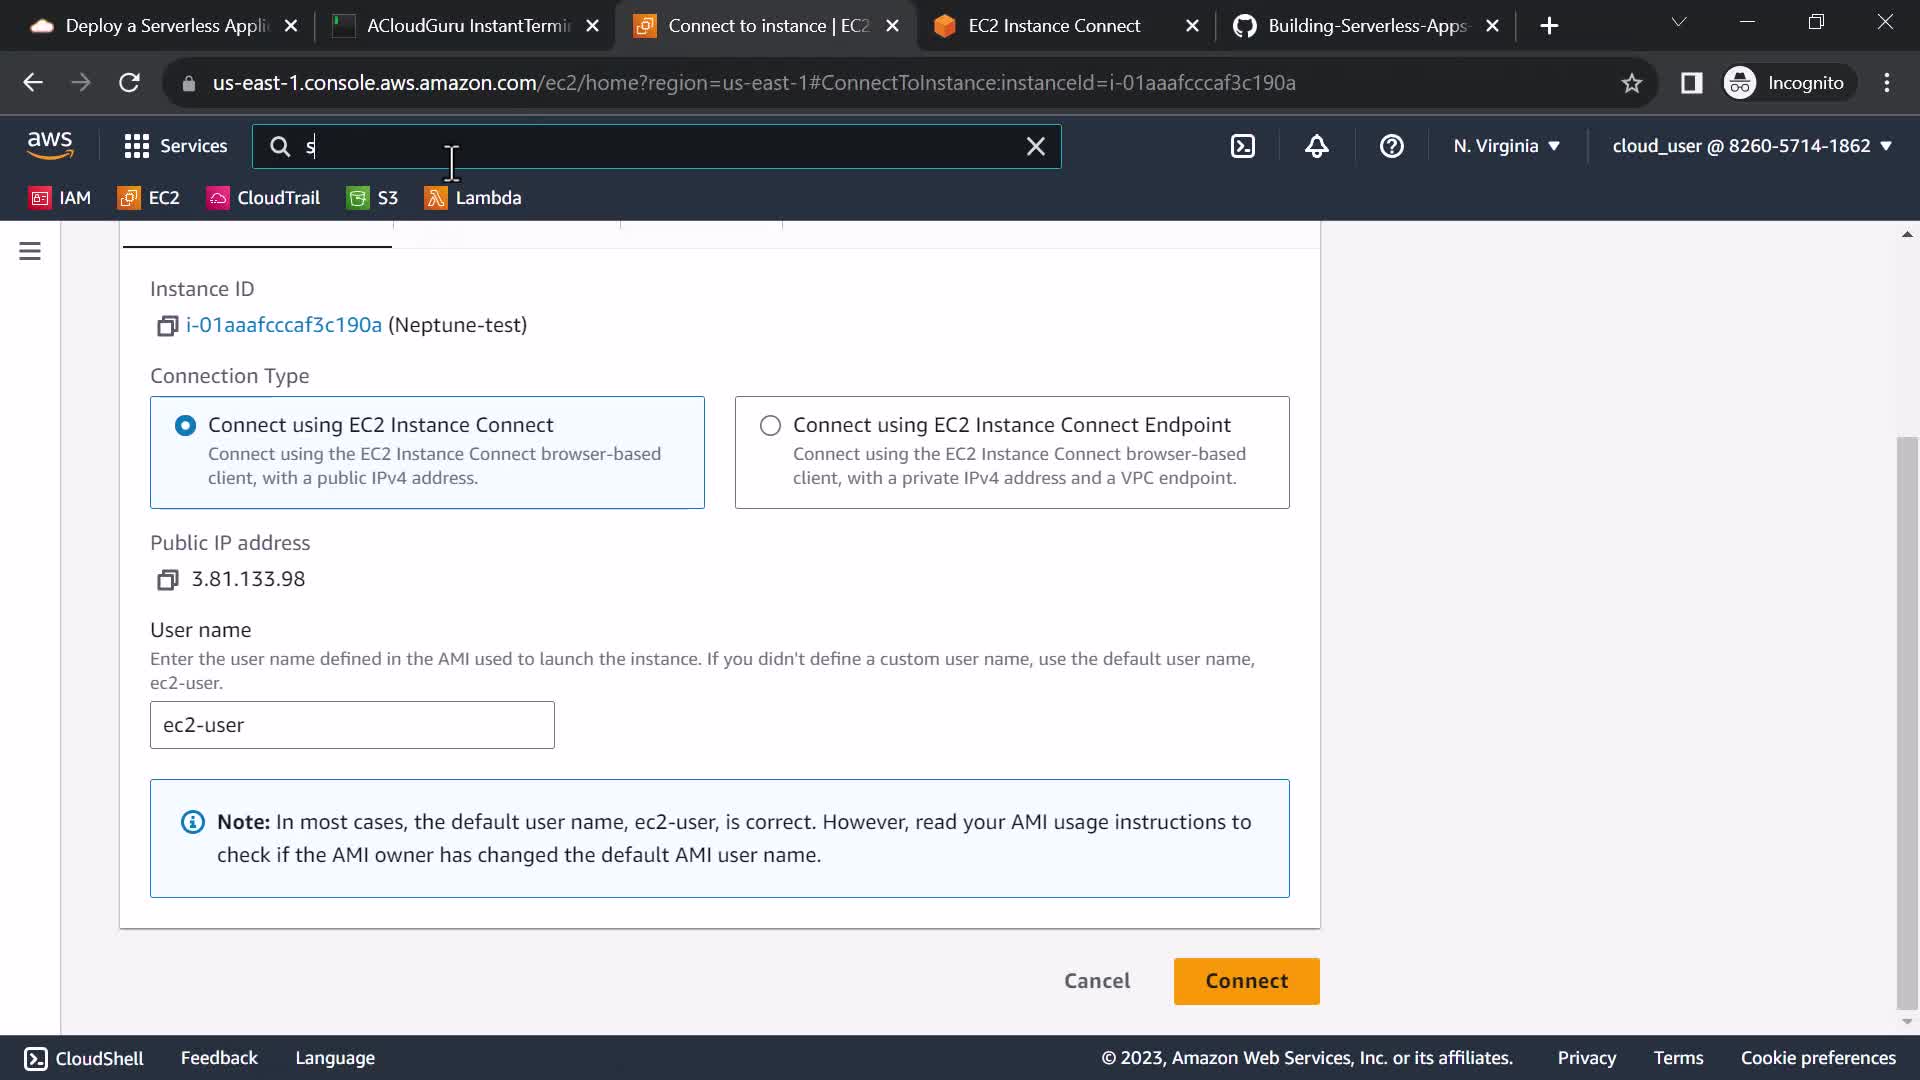 Deploy a Serverless Appli
ACloudGuru InstantTermin
Connect to instance | EC2
EC2 Instance Connect
Building-Serverless-Apps-
us-east-1.console.aws.amazon.com/ec2/home?region=us-east-1#ConnectToInstance:instanceId=i-01aaafcccaf3c190a
Incognito
aws
Services
s
N. Virginia
cloud_user @ 8260-5714-1862
IAM
EC2
CloudTrail
S3
Lambda
Instance ID
i-01aaafcccaf3c190a (Neptune-test)
Connection Type
Connect using EC2 Instance Connect
Connect using the EC2 Instance Connect browser-based
client, with a public IPv4 address.
Connect using EC2 Instance Connect Endpoint
Connect using the EC2 Instance Connect browser-based
client, with a private IPv4 address and a VPC endpoint.
Public IP address
3.81.133.98
User name
Enter the user name defined in the AMI used to launch the instance. If you didn't define a custom user name, use the default user name,
ec2-user.
ec2-user
Note: In most cases, the default user name, ec2-user, is correct. However, read your AMI usage instructions to
check if the AMI owner has changed the default AMI user name.
Cancel
Connect
CloudShell
Feedback
Language
© 2023, Amazon Web Services, Inc. or its affiliates.
Privacy
Terms
Cookie preferences